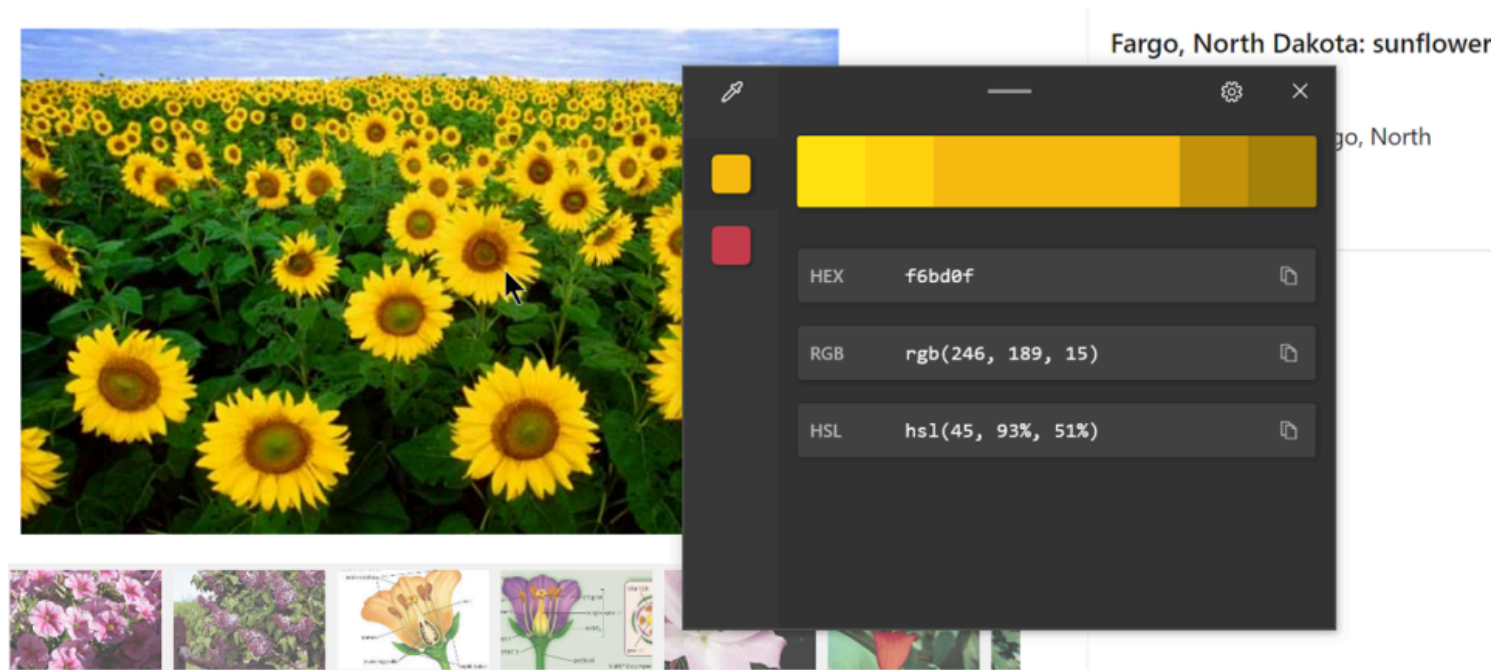 Fargo, North Dakota: sunflower
go, North
HEX f6bd0f
RGB rgb(246, 189, 15)
HSL hsl(45, 93%, 51%)